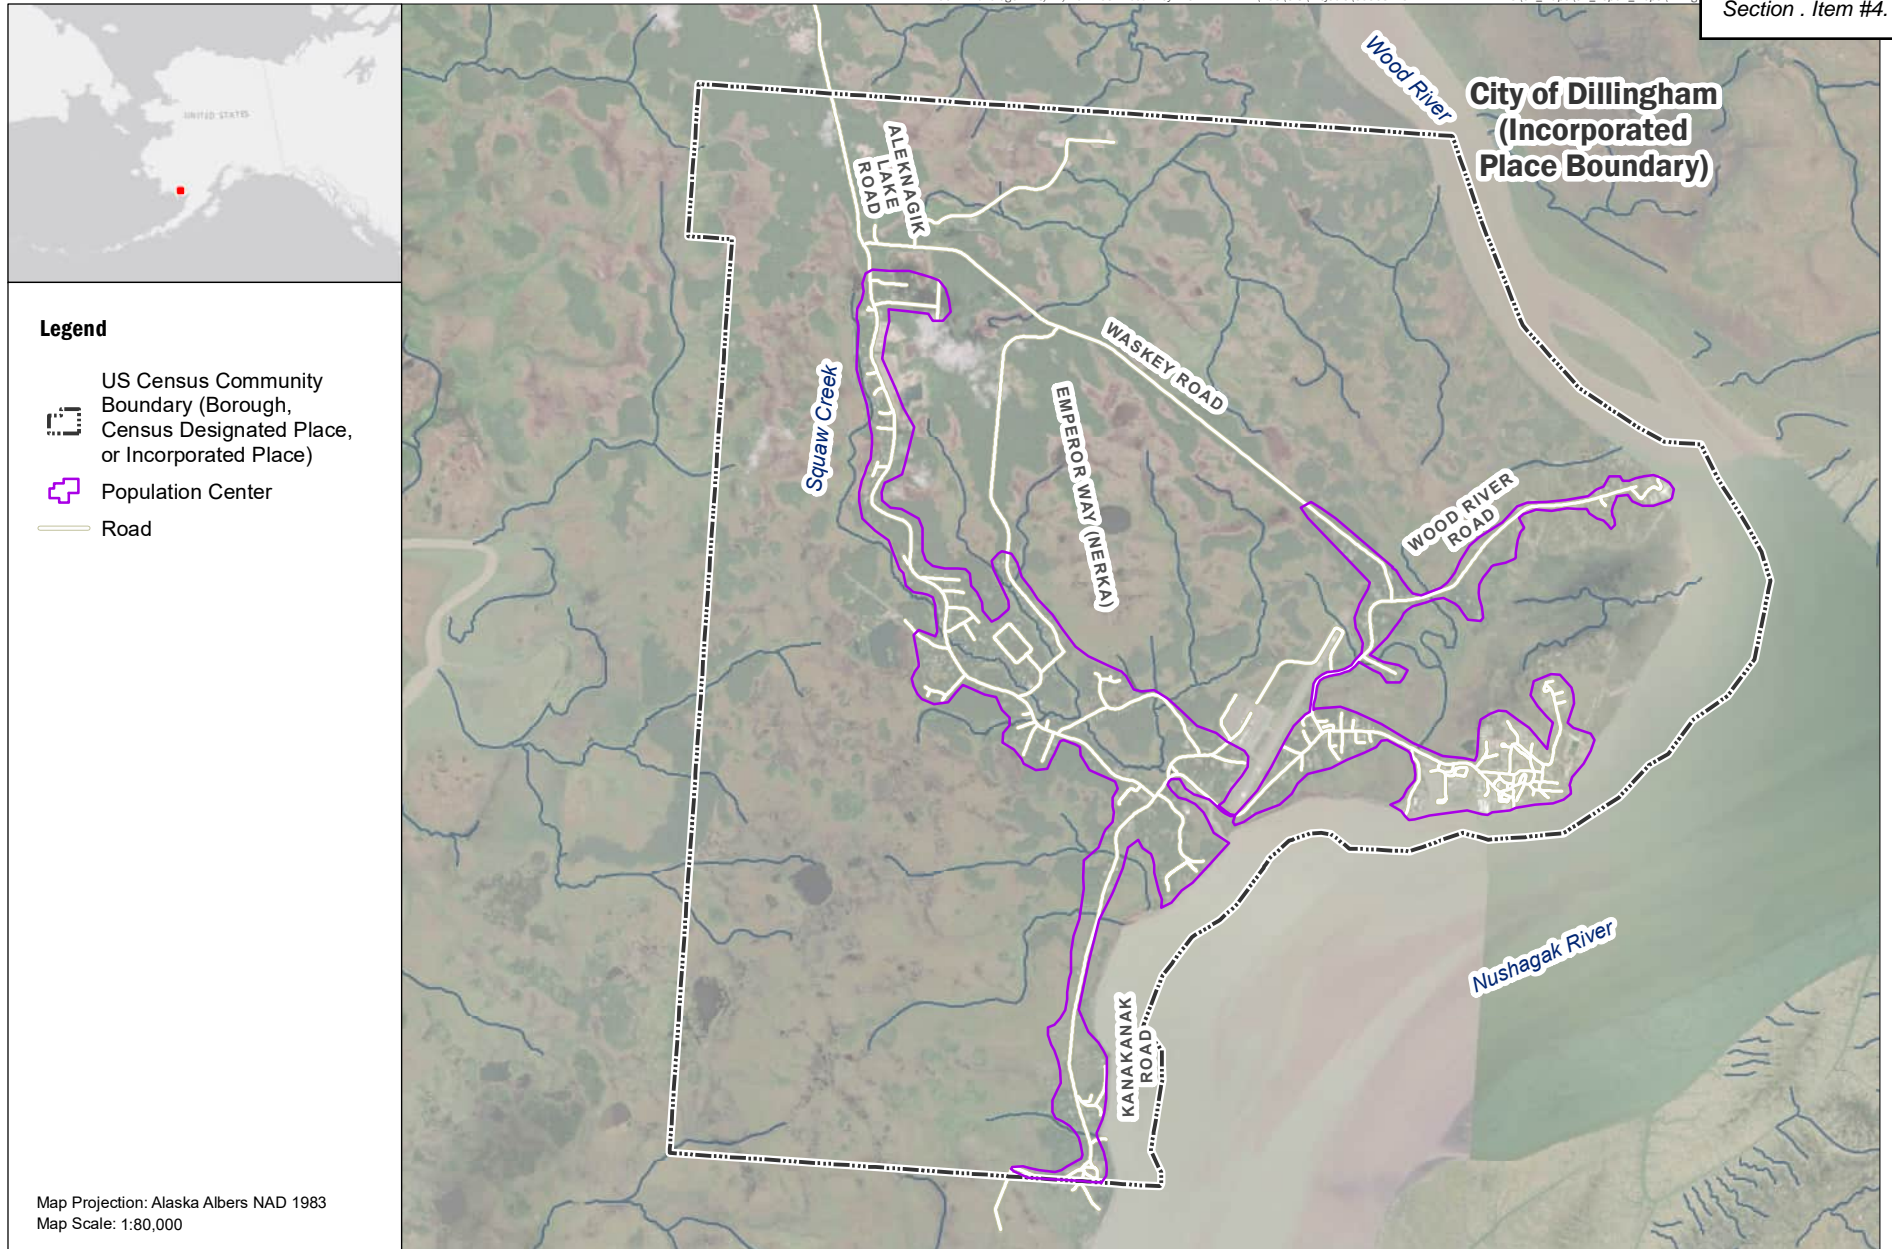 Section . Item #4.
UNITED STATES
Legend
US Census Community
Boundary (Borough,
Census Designated Place,
or Incorporated Place)
Population Center
Road
Map Projection: Alaska Albers NAD 1983
Map Scale: 1:80,000
Wood River
City of Dillingham
(Incorporated
Place Boundary)
ALEKNAGIK
LAKE
ROAD
WASKEY ROAD
Squaw Creek
EMPEROR WAY (NERKA)
WOOD RIVER
ROAD
Nushagak River
KANAKANAK
ROAD